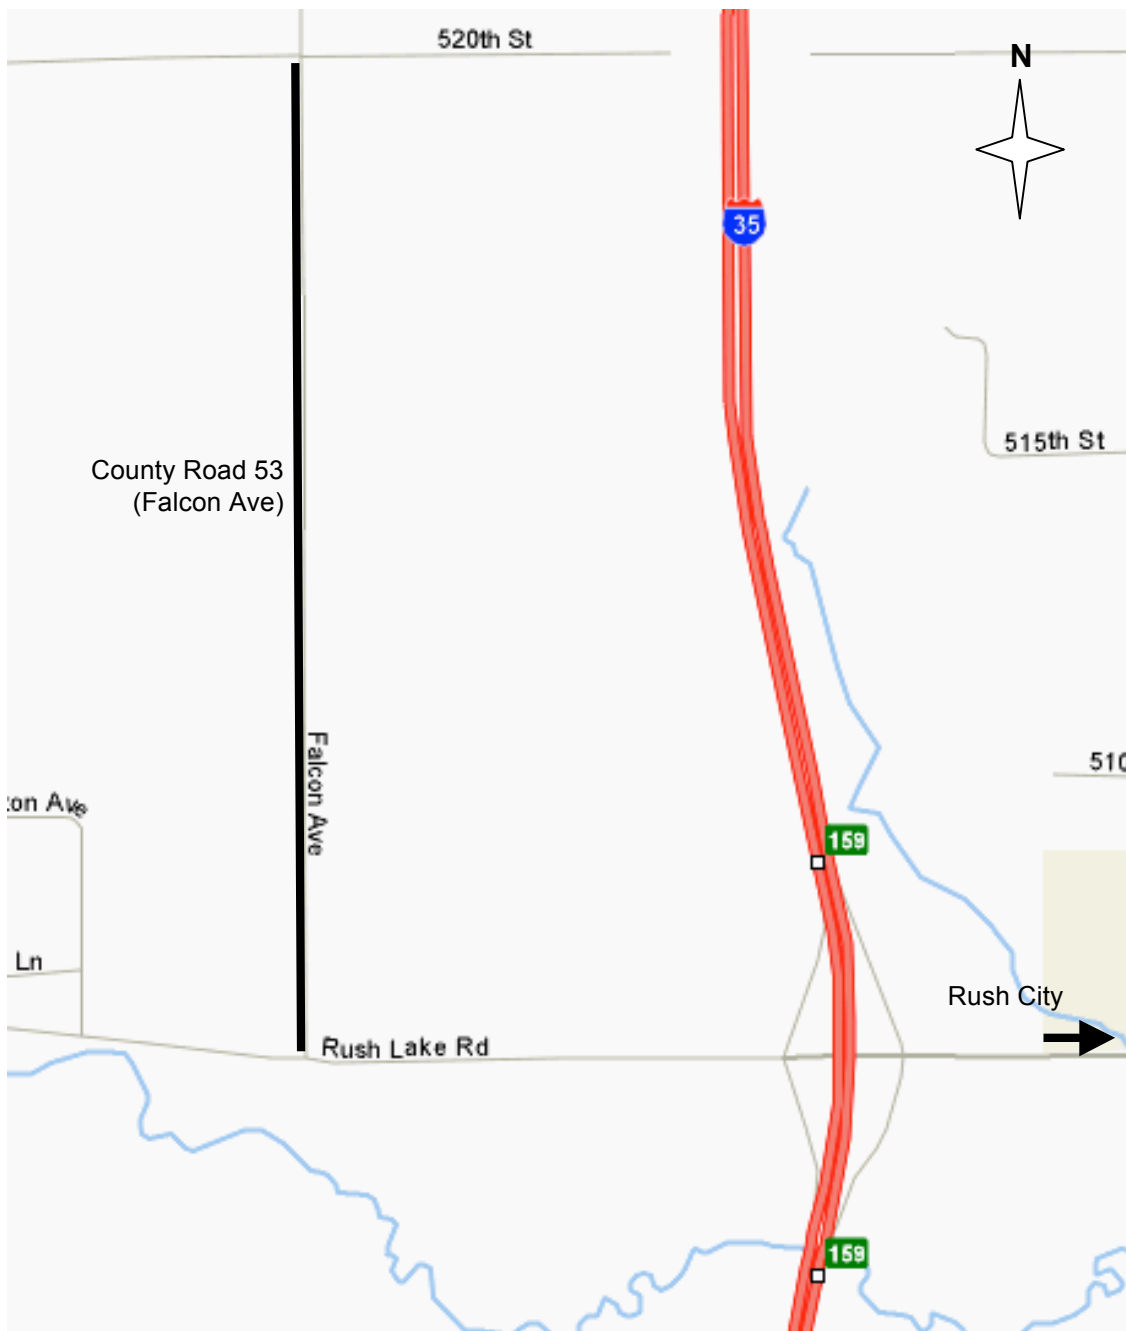 520th St
N
35
515th St
County Road 53
(Falcon Ave)
Falcon Ave
510
ton Ave
159
Ln
Rush City
Rush Lake Rd
159